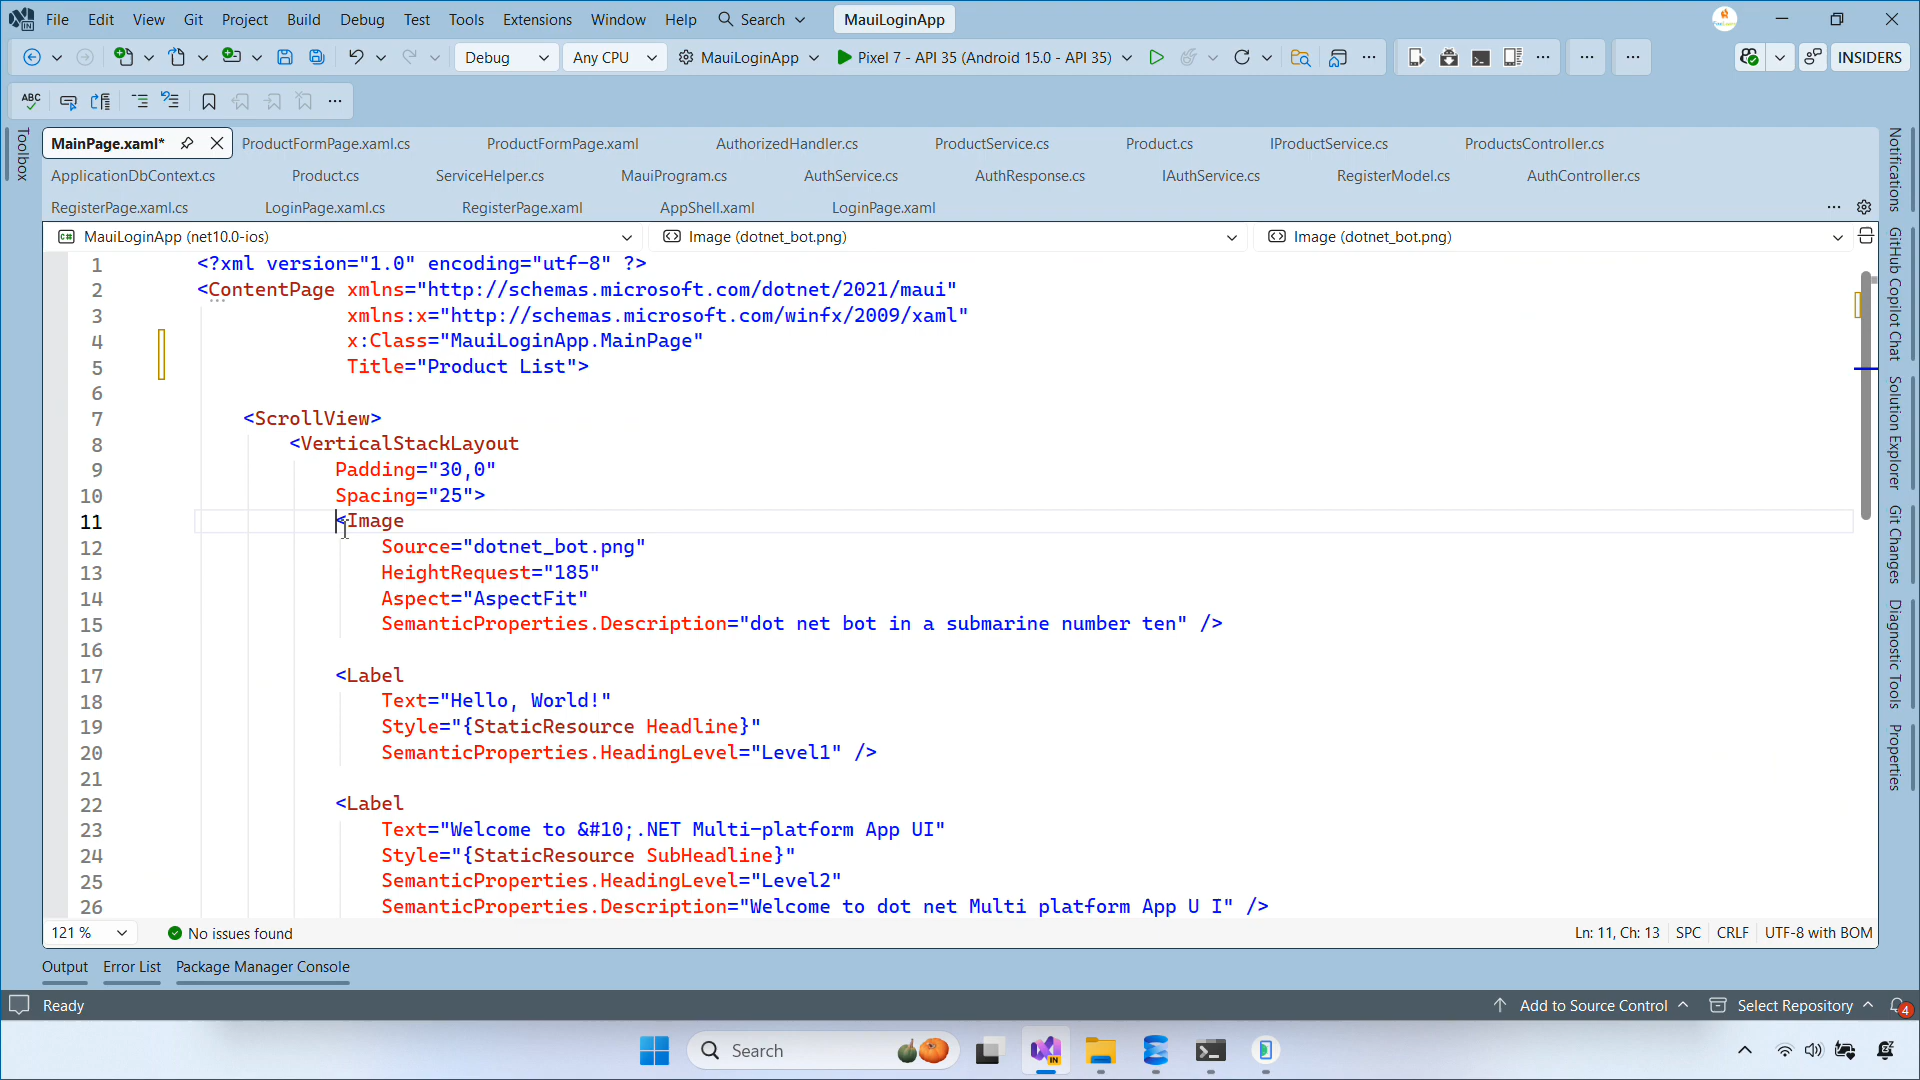 File Edit View Git Project Build Debug Test Tools Extensions Window Help Search MauiLoginApp
Debug Any CPU MauiLoginApp Pixel 7 - API 35 (Android 15.0 - API 35) INSIDERS
ABC
MainPage.xaml* ProductFormPage.xaml.cs ProductFormPage.xaml AuthorizedHandler.cs ProductService.cs Product.cs IProductService.cs ProductsController.cs
ApplicationDbContext.cs Product.cs ServiceHelper.cs MauiProgram.cs AuthService.cs AuthResponse.cs IAuthService.cs RegisterModel.cs AuthController.cs
RegisterPage.xaml.cs LoginPage.xaml.cs RegisterPage.xaml AppShell.xaml LoginPage.xaml
MauiLoginApp (net10.0-ios) Image (dotnet_bot.png) Image (dotnet_bot.png)
Toolbox
1 <?xml version="1.0" encoding="utf-8" ?>
2 <ContentPage xmlns="http://schemas.microsoft.com/dotnet/2021/maui"
3 xmlns:x="http://schemas.microsoft.com/winfx/2009/xaml"
4 x:Class="MauiLoginApp.MainPage"
5 Title="Product List">
6
7 <ScrollView>
8 <VerticalStackLayout
9 Padding="30,0"
10 Spacing="25">
11 <Image
12 Source="dotnet_bot.png"
13 HeightRequest="185"
14 Aspect="AspectFit"
15 SemanticProperties.Description="dot net bot in a submarine number ten" />
16
17 <Label
18 Text="Hello, World!"
19 Style="{StaticResource Headline}"
20 SemanticProperties.HeadingLevel="Level1" />
21
22 <Label
23 Text="Welcome to &#10;.NET Multi-platform App UI"
24 Style="{StaticResource SubHeadline}"
25 SemanticProperties.HeadingLevel="Level2"
26 SemanticProperties.Description="Welcome to dot net Multi platform App U I" />
Notifications
GitHub Copilot Chat
Solution Explorer
Git Changes
Diagnostic Tools
Properties
121 % No issues found Ln: 11, Ch: 13 SPC CRLF UTF-8 with BOM
Output Error List Package Manager Console
Ready Add to Source Control Select Repository 4
Search